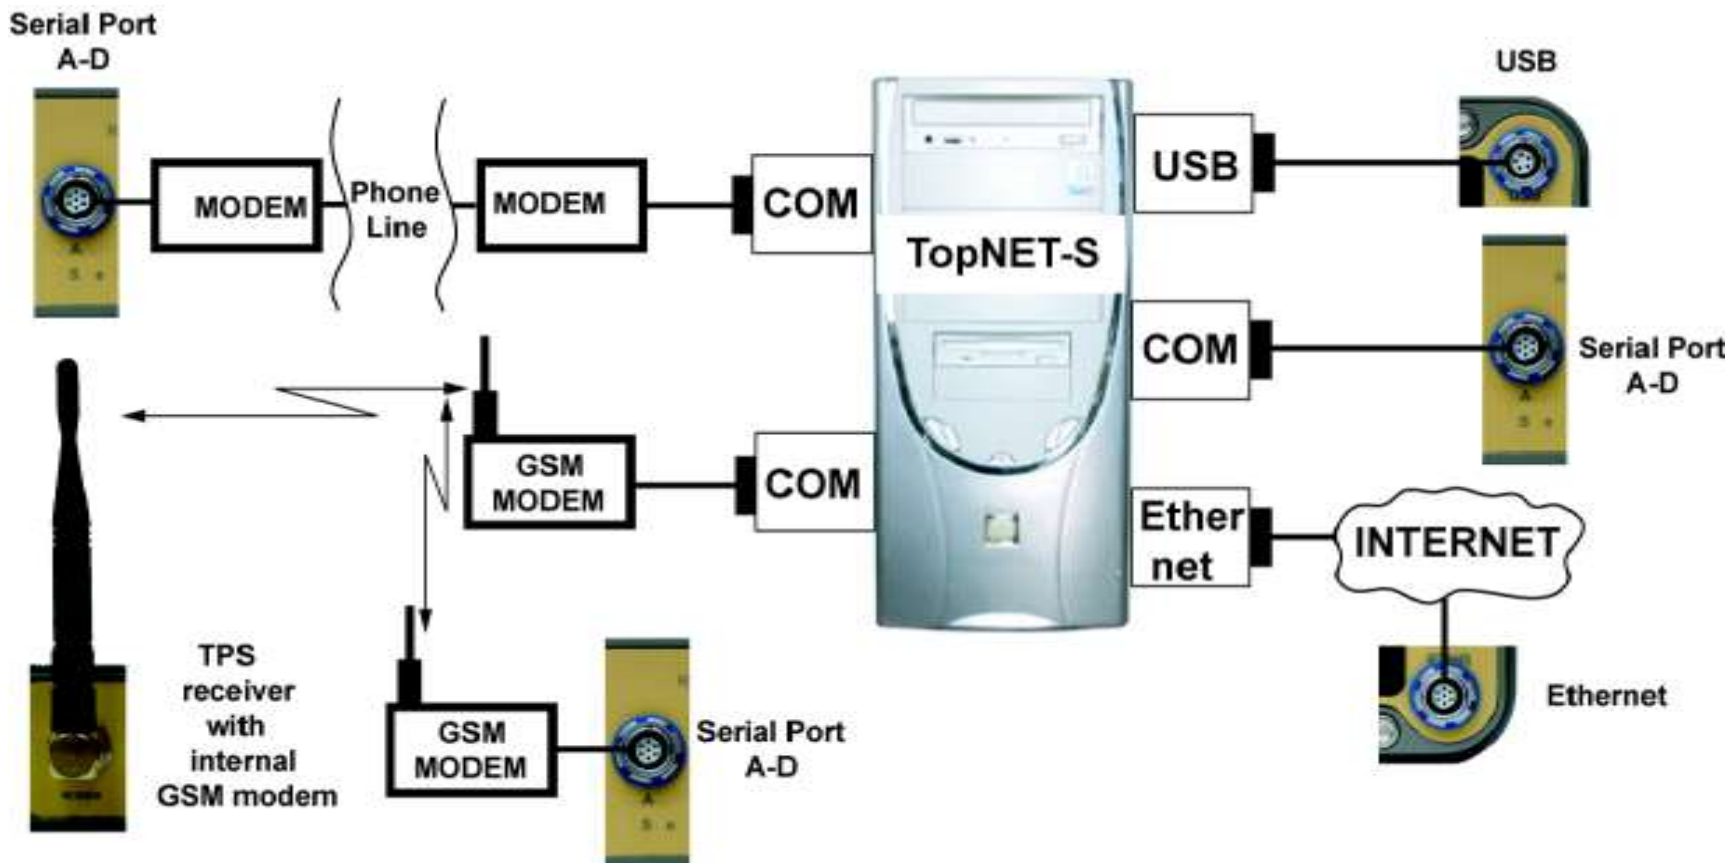 Serial Port
A-D
MODEM
Phone
Line
MODEM
COM
TopNET-S
USB
USB
COM
Serial Port
A-D
GSM
MODEM
COM
Ether
net
INTERNET
Ethernet
TPS
receiver
with
internal
GSM modem
GSM
MODEM
Serial Port
A-D
A
S
A
S
A
S